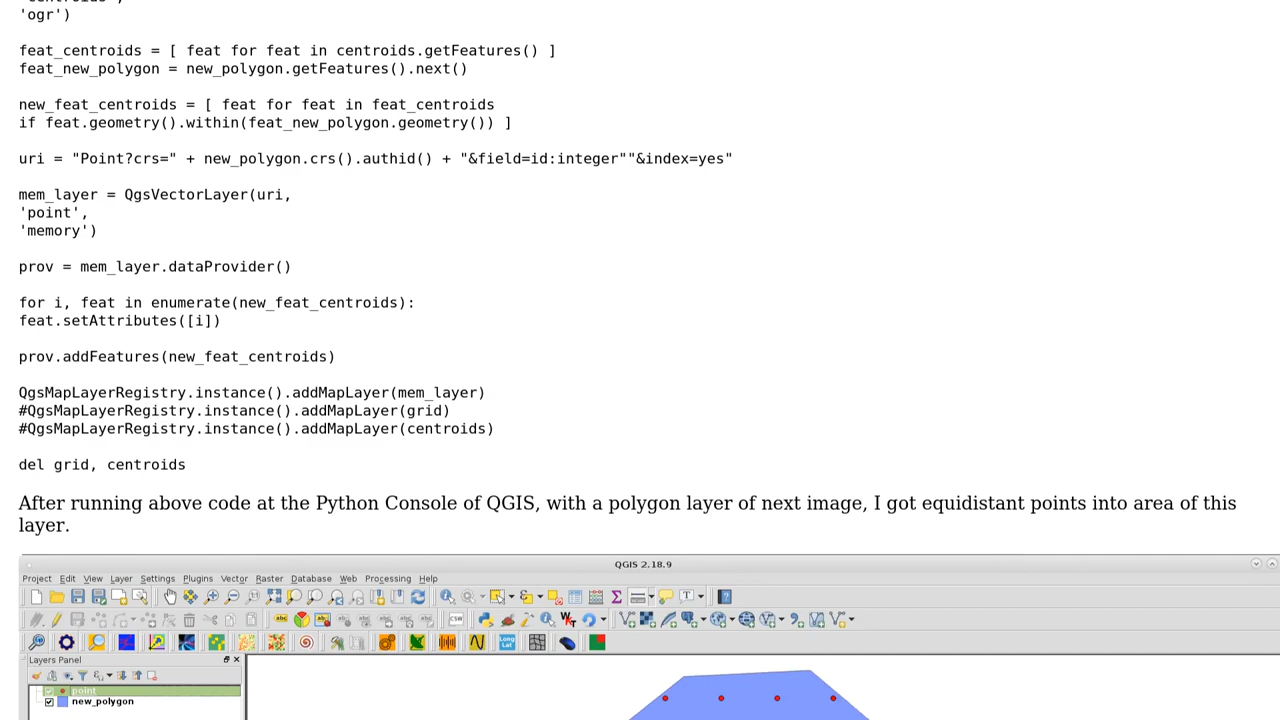 'ogr')
feat_centroids = [ feat for feat in centroids.getFeatures() ]
feat_new_polygon = new_polygon.getFeatures().next()
new_feat_centroids = [ feat for feat in feat_centroids
if feat.geometry().within(feat_new_polygon.geometry()) ]
uri = "Point?crs=" + new_polygon.crs().authid() + "&field=id:integer""&index=yes"
mem_layer = QgsVectorLayer(uri,
'point',
'memory')
prov = mem_layer.dataProvider()
for i, feat in enumerate(new_feat_centroids):
feat.setAttributes([i])
prov.addFeatures(new_feat_centroids)
QgsMapLayerRegistry.instance().addMapLayer(mem_layer)
#QgsMapLayerRegistry.instance().addMapLayer(grid)
#QgsMapLayerRegistry.instance().addMapLayer(centroids)
del grid, centroids
After running above code at the Python Console of QGIS, with a polygon layer of next image, I got equidistant points into area of this
layer.
QGIS 2.18.9
Project Edit View Layer Settings Plugins Vector Raster Database Web Processing Help
Layers Panel
point
new_polygon